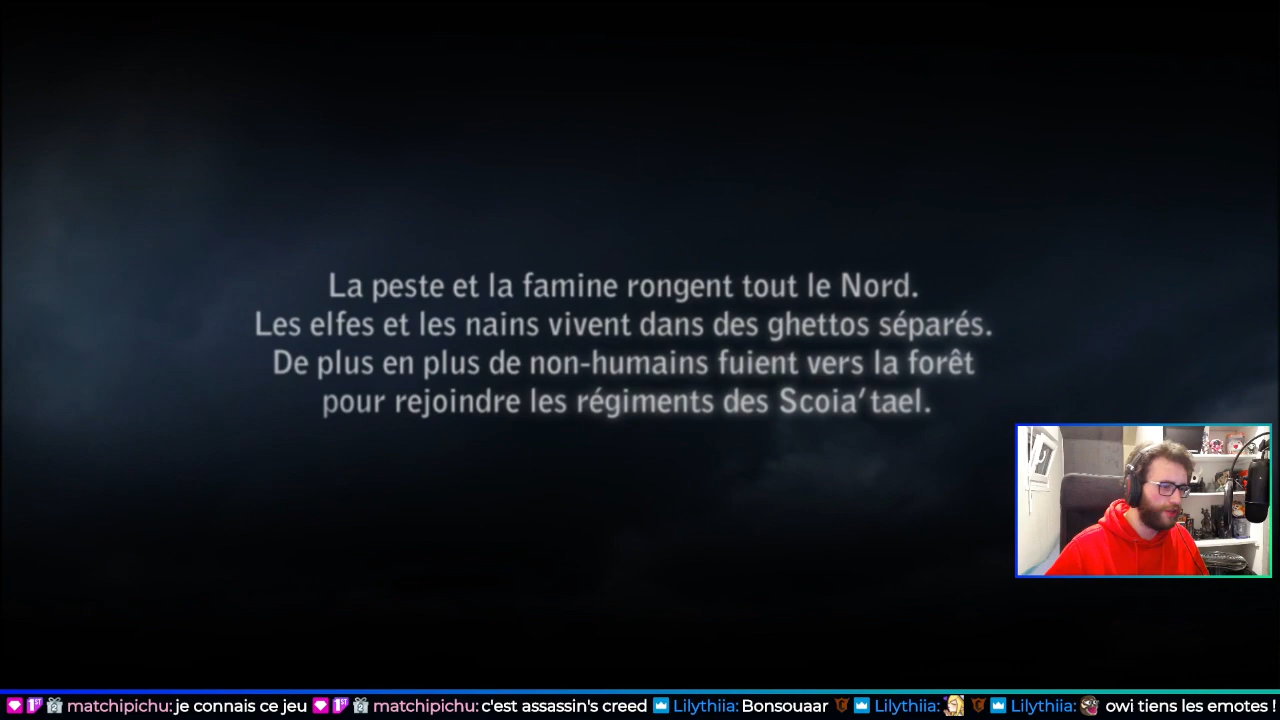 La peste et la famine rongent tout le Nord.
Les elfes et les nains vivent dans des ghettos séparés.
De plus en plus de non-humains fuient vers la forêt
pour rejoindre les régiments des Scoia'tael.
1ST matchipichu: je connais ce jeu 1ST matchipichu: c'est assassin's creed Lilythiia: Bonsouaar Lilythiia: Lilythiia: owi tiens les emotes !